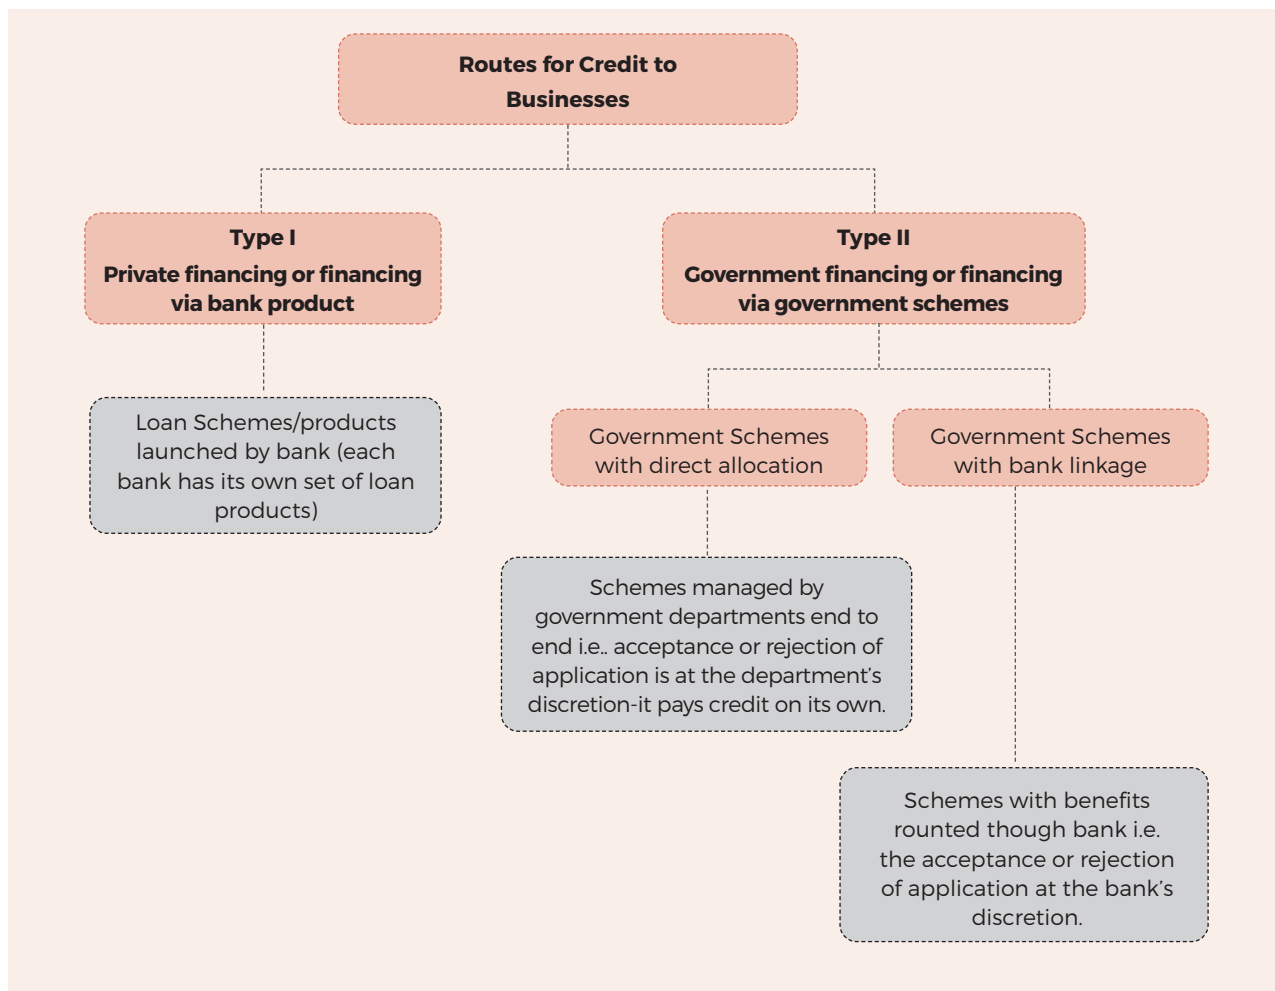 Routes for Credit to
Businesses
Type I
Private financing or financing
via bank product
Type II
Government financing or financing
via government schemes
Loan Schemes/products
launched by bank (each
bank has its own set of loan
products)
Government Schemes
with direct allocation
Government Schemes
with bank linkage
Schemes managed by
government departments end to
end i.e.. acceptance or rejection of
application is at the department's
discretion-it pays credit on its own.
Schemes with benefits
rounted though bank i.e.
the acceptance or rejection
of application at the bank's
discretion.